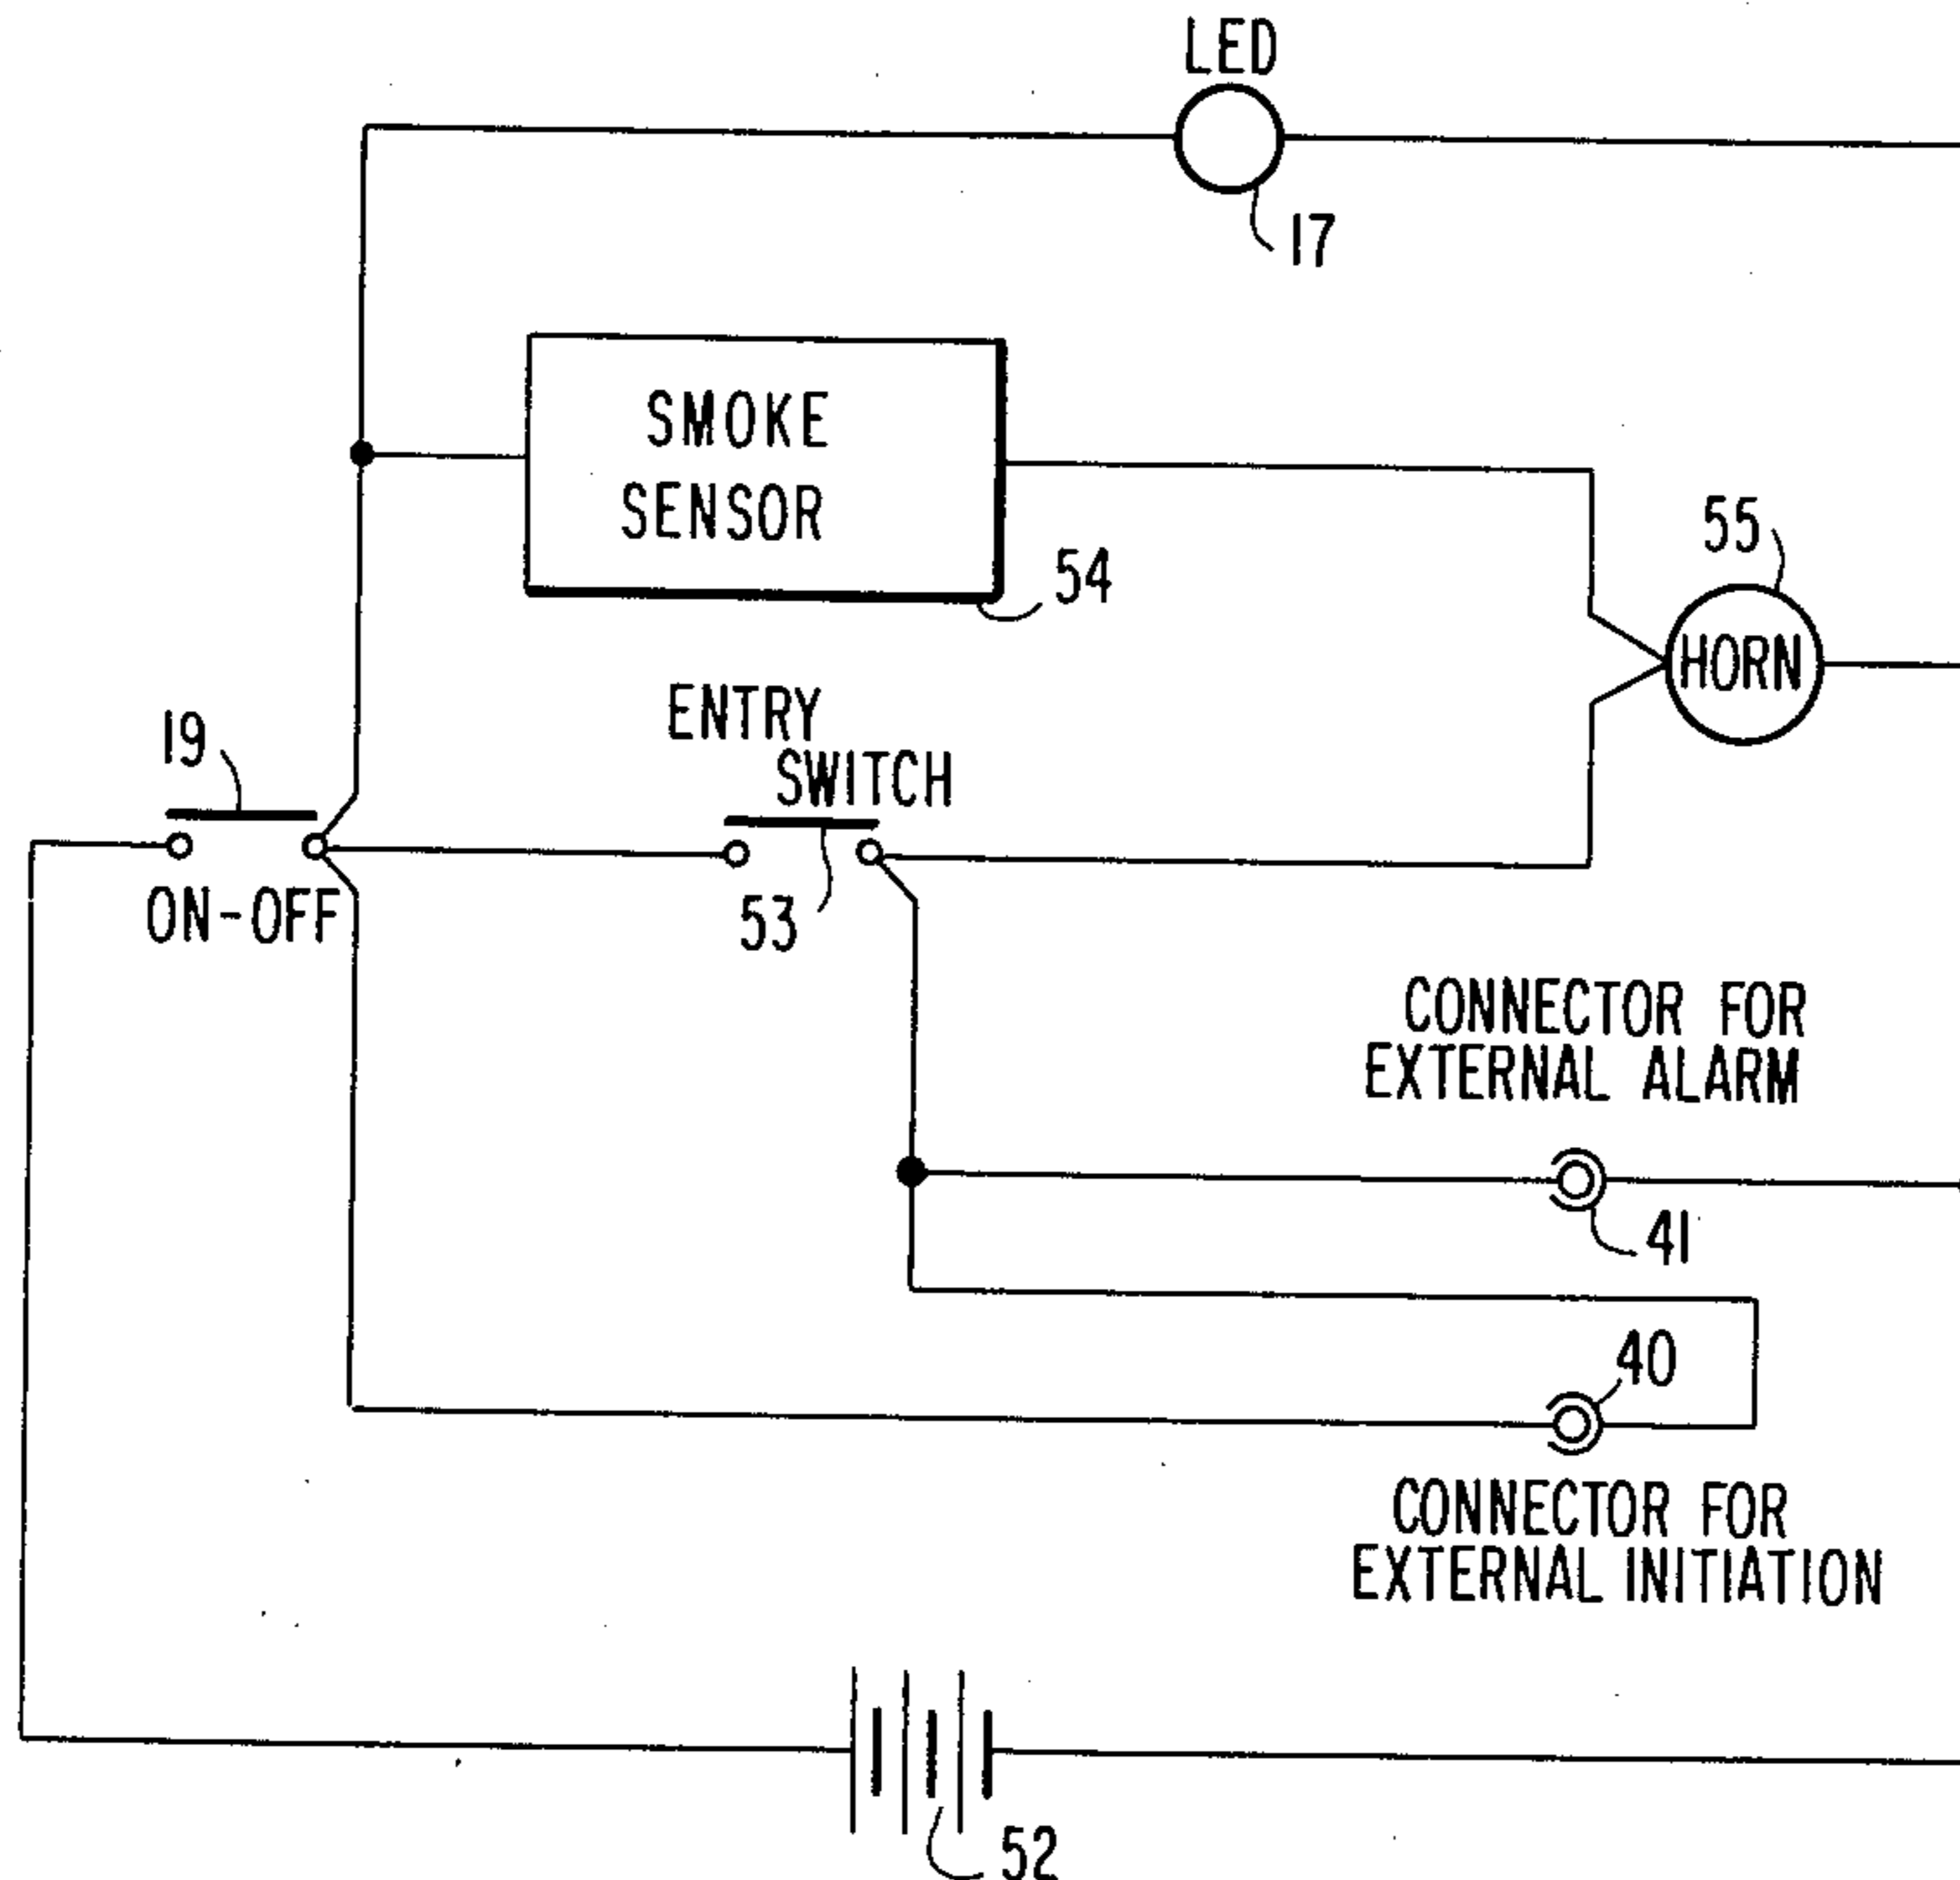 LED
17
SMOKE
SENSOR
54
55
HORN
19
ENTRY
SWITCH
ON-OFF
53
CONNECTOR FOR
EXTERNAL ALARM
41
40
CONNECTOR FOR
EXTERNAL INITIATION
52